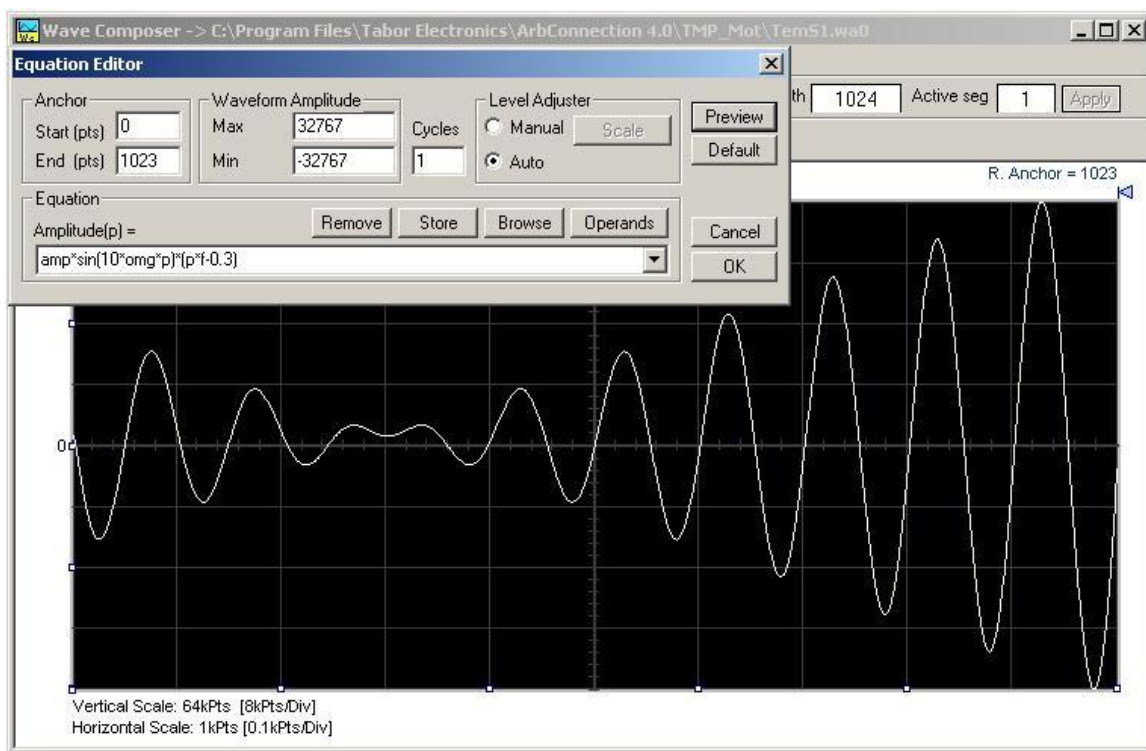 Wave Composer -> C:\Program Files\Tabor Electronics\ArbConnection 4.0\TMP_Mot\Tem51.wa0
Equation Editor
Anchor
Start (pts) 0
End (pts) 1023
Waveform Amplitude
Max 32767
Min -32767
Cycles
1
Level Adjuster
Manual
Scale
Auto
Preview
Default
th 1024 Active seg 1 Apply
R. Anchor = 1023
Equation
Amplitude(p) =
Remove Store Browse Operands
Cancel
amp*sin(10*omg*p)*(p*f-0.3)
OK
0
Vertical Scale: 64kPts [8kPts/Div]
Horizontal Scale: 1kPts [0.1kPts/Div]